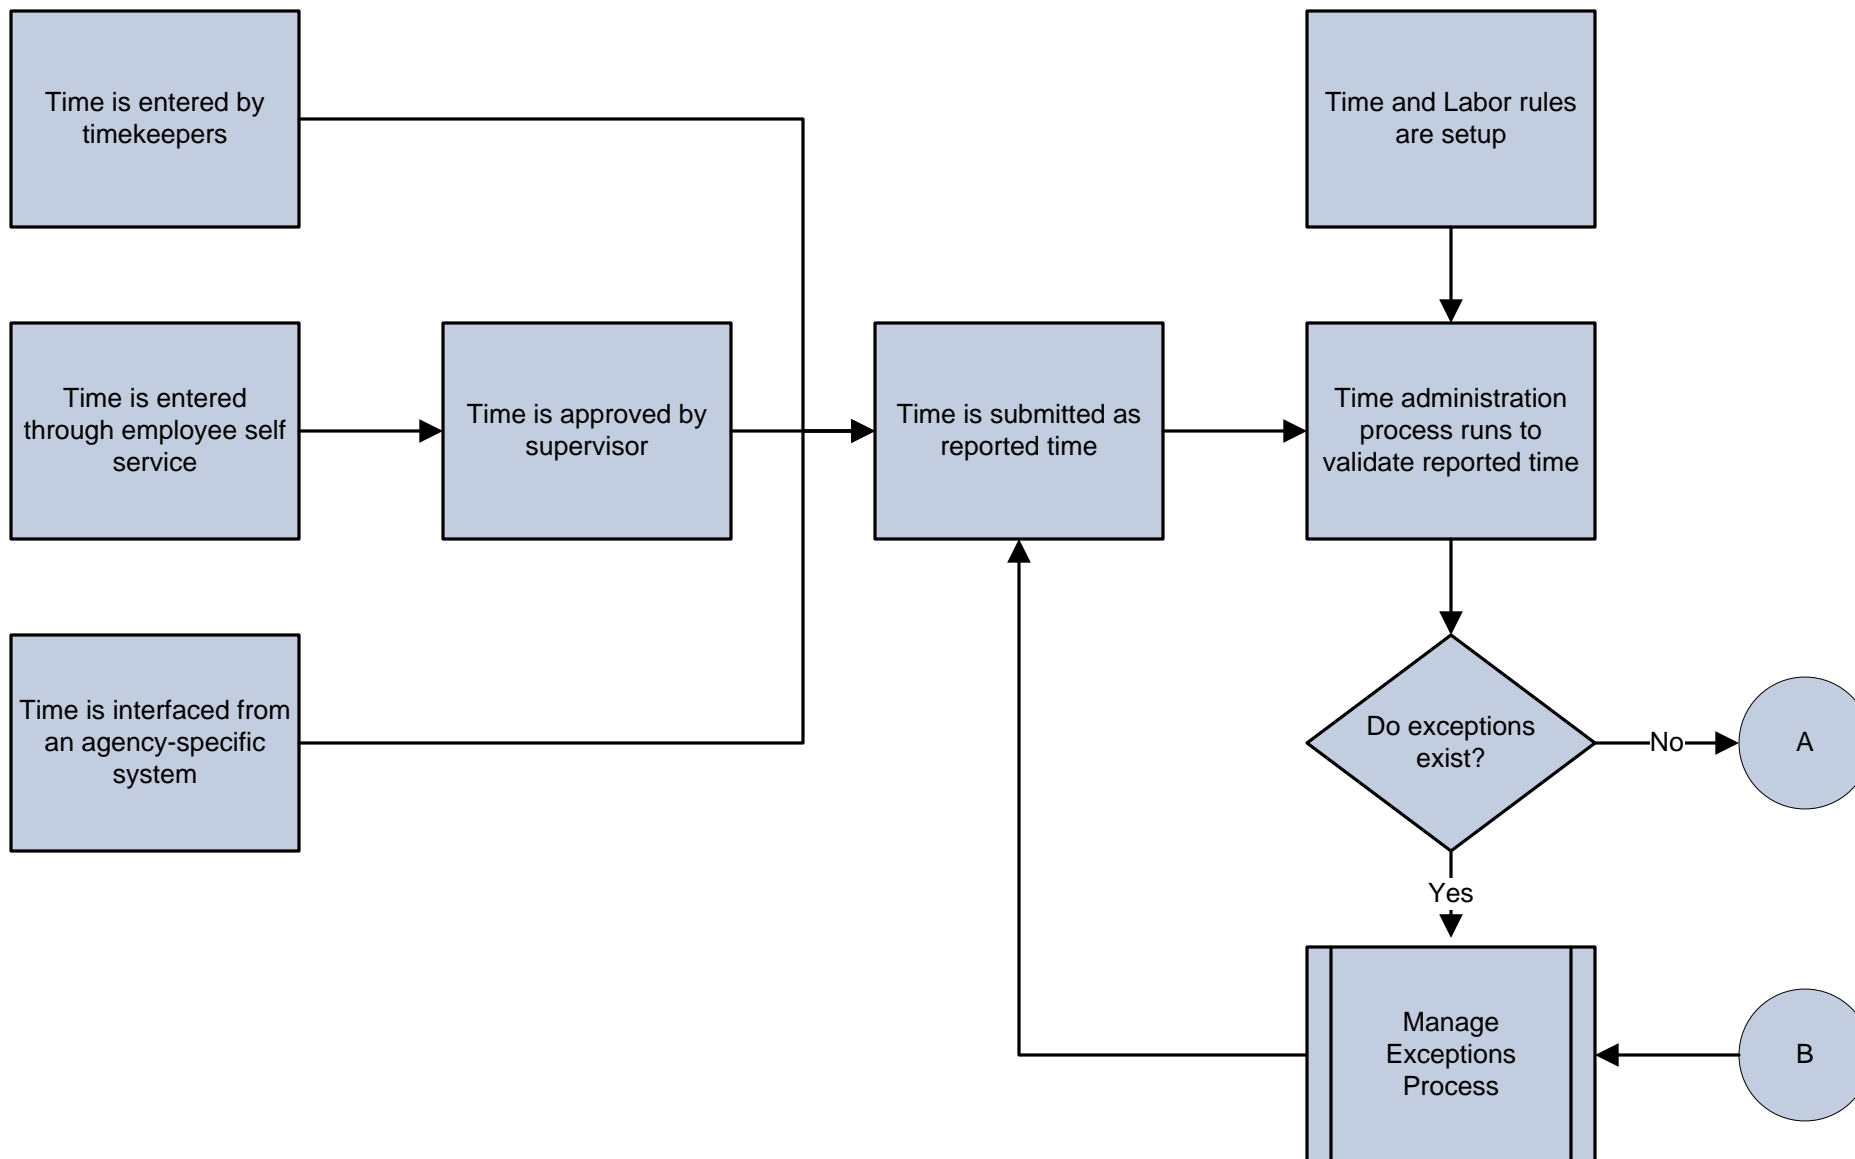 Time is entered by
timekeepers
Time and Labor rules
are setup
Time is entered
through employee self
service
Time is approved by
supervisor
Time is submitted as
reported time
Time administration
process runs to
validate reported time
Time is interfaced from
an agency-specific
system
Do exceptions
exist?
No
A
Yes
Manage
Exceptions
Process
B